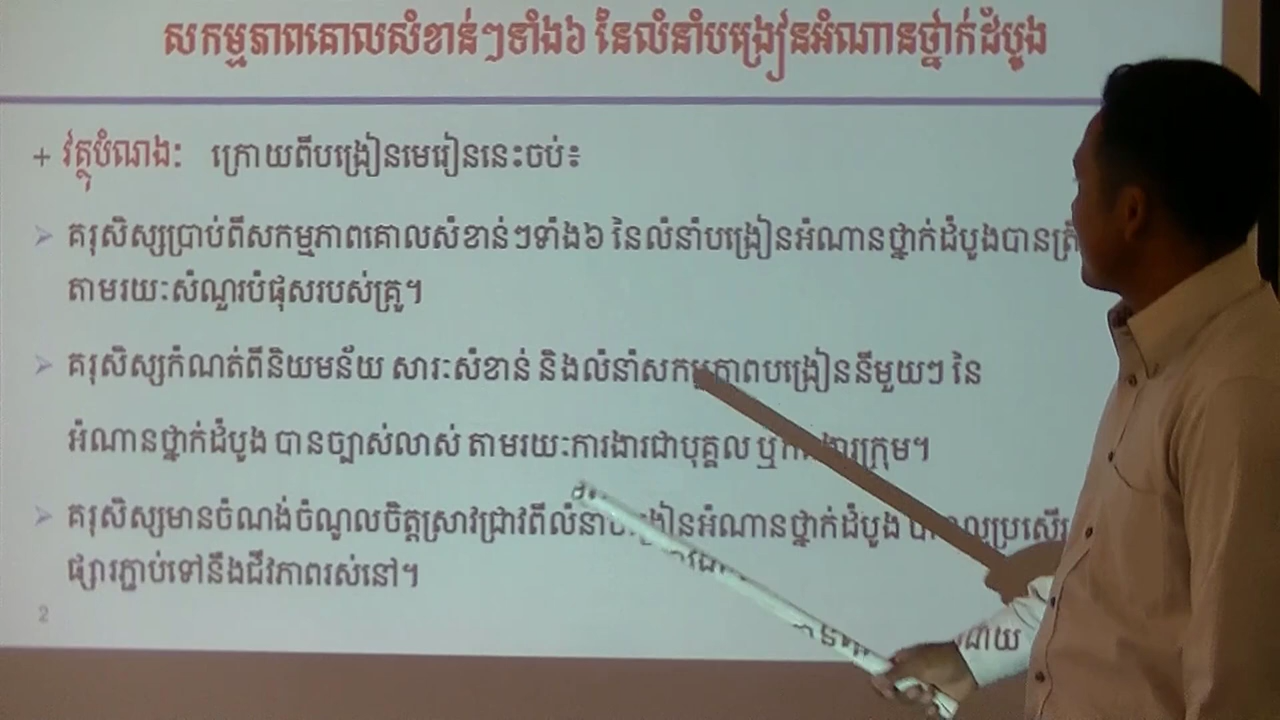 សកម្មភាពគោលសំខាន់ៗទាំង៦ នៃលំនាំបង្រៀនអំណានថ្នាក់ដំបូង
+ វត្ថុបំណង: ក្រោយពីបង្រៀនមេរៀននេះចប់៖
➢ គរុសិស្សប្រាប់ពីសកម្មភាពគោលសំខាន់ៗទាំង៦ នៃលំនាំបង្រៀនអំណានថ្នាក់ដំបូងបាន
តាមរយៈសំណួរបំផុសរបស់គ្រូ។
➢ គរុសិស្សកំណត់ពីនិយមន័យ សារៈសំខាន់ និងលំនាំសកម្មភាពបង្រៀននីមួយៗ នៃ
អំណានថ្នាក់ដំបូង បានច្បាស់លាស់ តាមរយៈការងារជាបុគ្គល ឬការងារក្រុម។
➢ គរុសិស្សមានចំណង់ចំណូលចិត្តស្រាវជ្រាវពីលំនាំបង្រៀនអំណានថ្នាក់ដំបូង
ផ្សារភ្ជាប់ទៅនឹងជីវភាពរស់នៅ។
2